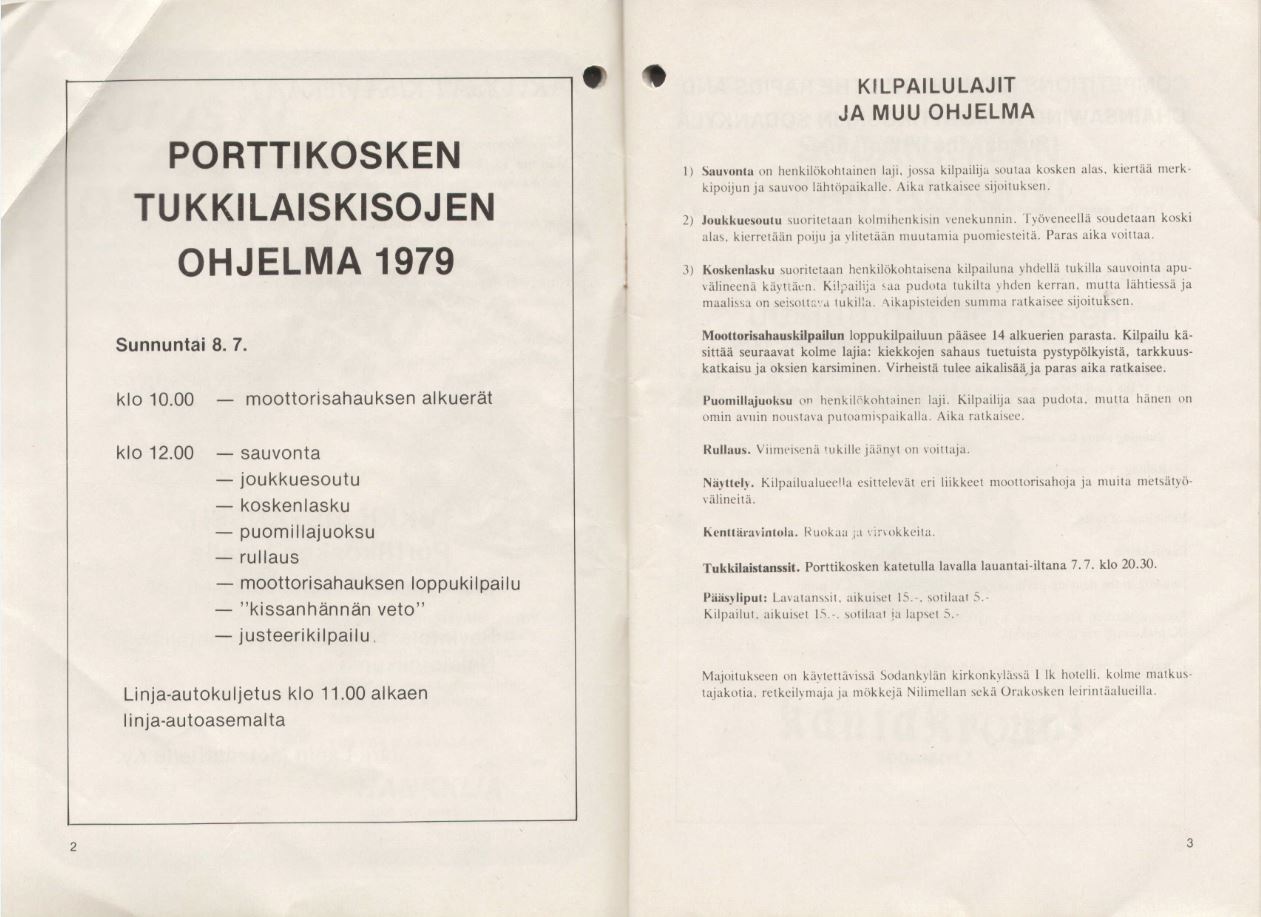 PORTTIKOSKEN
TUKKILAISKISOJEN
OHJELMA 1979
Sunnuntai 8. 7.
klo 10.00 — moottorisahauksen alkuerät
klo 12.00 — sauvonta
— joukkuesoutu
— koskenlasku
— puomillajuoksu
— rullaus
— moottorisahauksen loppukilpailu
— "kissanhännän veto"
— justeerikilpailu.
Linja-autokuljetus klo 11.00 alkaen
linja-autoasemalta
2
KILPAILULAJIT
JA MUU OHJELMA
1) Sauvonta on henkilökohtainen laji, jossa kilpailija soutaa kosken alas, kiertää merk-
kipoijun ja sauvoo lähtöpaikalle. Aika ratkaisee sijoituksen.
2) Joukkuesoutu suoritetaan kolmihenkisin venekunnin. Työveneellä soudetaan koski
alas, kierretään poiju ja ylitetään muutamia puomiesteitä. Paras aika voittaa.
3) Koskenlasku suoritetaan henkilökohtaisena kilpailuna yhdellä tukilla sauvointa apu-
välineenä käyttäen. Kilpailija saa pudota tukilta yhden kerran, mutta lähtiessä ja
maalissa on seisottava tukilla. Aikapisteiden summa ratkaisee sijoituksen.
Moottorisahauskilpailun loppukilpailuun pääsee 14 alkuerien parasta. Kilpailu kä-
sittää seuraavat kolme lajia: kiekkojen sahaus tuetuista pystypölkyistä, tarkkuus-
katkaisu ja oksien karsiminen. Virheistä tulee aikalisää, ja paras aika ratkaisee.
Puomillajuoksu on henkilökohtainen laji. Kilpailija saa pudota, mutta hänen on
omin avuin noustava putoamispaikalla. Aika ratkaisee.
Rullaus. Viimeisenä tukille jäänyt on voittaja.
Näyttely. Kilpailualueella esittelevät eri liikkeet moottorisahoja ja muita metsätyö-
välineitä.
Kenttäravintola. Ruokaa ja virvokkeita.
Tukkilaistanssit. Porttikosken katetulla lavalla lauantai-iltana 7.7. klo 20.30.
Pääsyliput: Lavatanssit, aikuiset 15.-, sotilaat 5.-
Kilpailut, aikuiset 15.-, sotilaat ja lapset 5.-
Majoitukseen on käytettävissä Sodankylän kirkonkylässä I lk hotelli, kolme matkus-
tajakotia, retkeilymaja ja mökkejä Nilimellan sekä Orakosken leirintäalueilla.
3